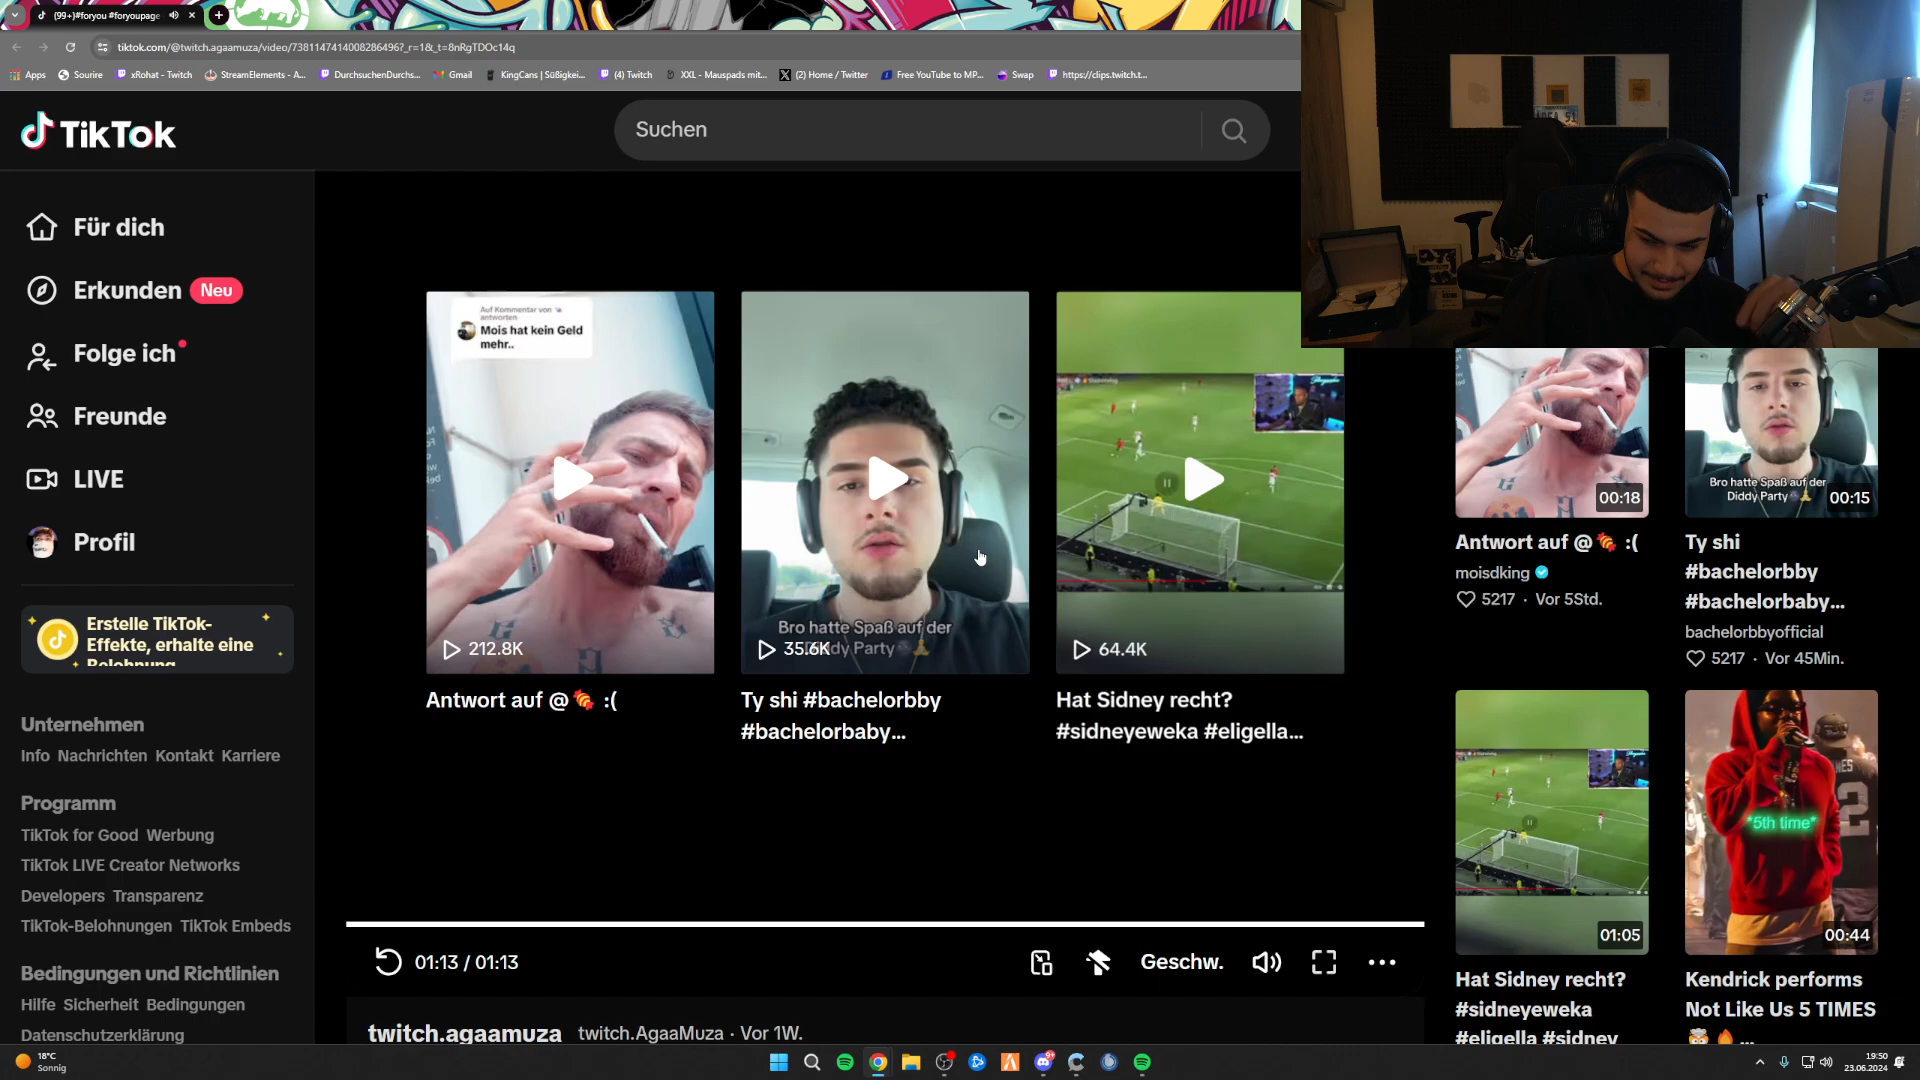 (99+)#foryou #foryoupage
tiktok.com/@twitch.agaamuza/video/7381147414008286496?_r=1&_t=8nRgTDOc14q
Apps
Sourire
xRohat - Twitch
StreamElements - A...
DurchsuchenDurchs...
Gmail
KingCans | Süßigkei...
(4) Twitch
XXL - Mauspads mit...
(2) Home / Twitter
Free YouTube to MP...
Swap
https://clips.twitch.t...
TikTok
Suchen
Für dich
Erkunden Neu
Folge ich
Freunde
LIVE
Profil
Erstelle TikTok-
Effekte, erhalte eine
Belohnung
Unternehmen
Info Nachrichten Kontakt Karriere
Programm
TikTok for Good Werbung
TikTok LIVE Creator Networks
Developers Transparenz
TikTok-Belohnungen TikTok Embeds
Bedingungen und Richtlinien
Hilfe Sicherheit Bedingungen
Datenschutzerklärung
Auf Kommentar von
antworten
Mois hat kein Geld
mehr..
212.8K
Antwort auf @ :(
Bro hatte Spaß auf der
Diddy Party
35.6K
Ty shi #bachelorbby
#bachelorbaby...
64.4K
Hat Sidney recht?
#sidneyeweka #eligella...
01:13 / 01:13
Geschw.
twitch.agaamuza twitch.AgaaMuza · Vor 1W.
00:18
Antwort auf @ :(
moisdking
5217 · Vor 5Std.
Bro hatte Spaß auf der
Diddy Party
00:15
Ty shi
#bachelorbby
#bachelorbaby...
bachelorbbyofficial
5217 · Vor 45Min.
01:05
Hat Sidney recht?
#sidneyeweka
#eligella #sidney
*5th time*
00:44
Kendrick performs
Not Like Us 5 TIMES
...
18°C
Sonnig
19:50
23.06.2024